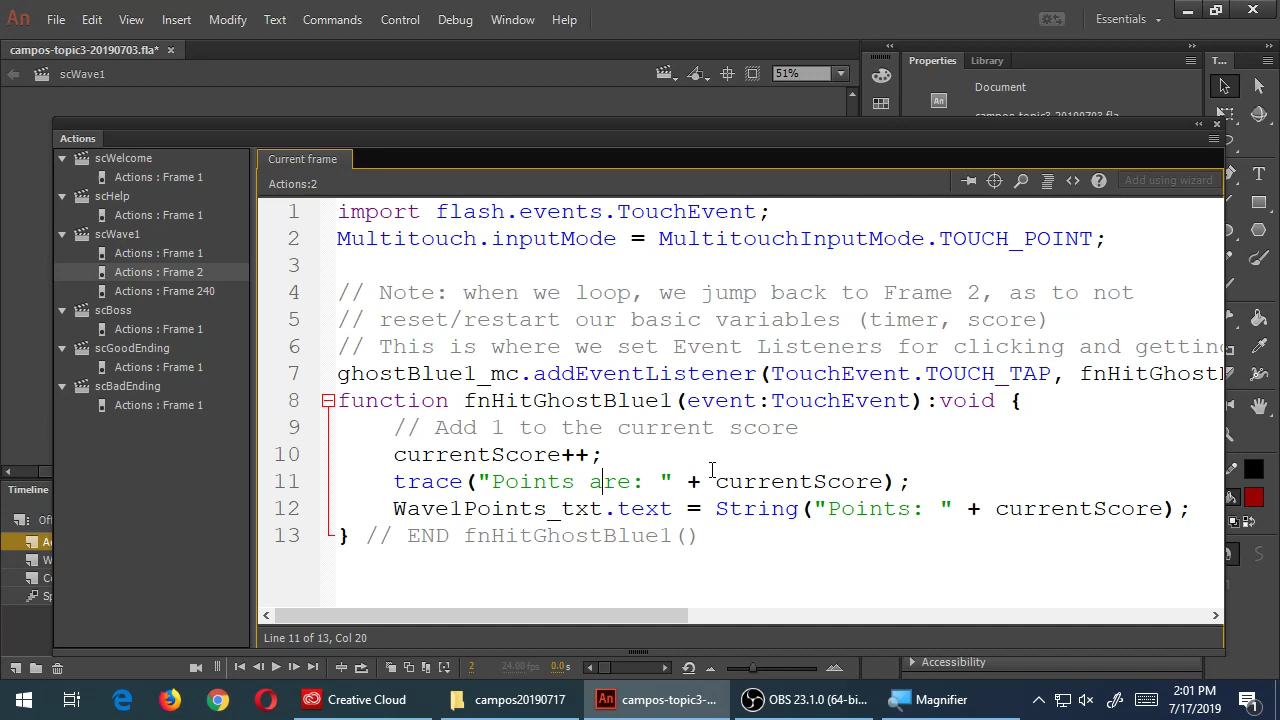 An File Edit View Insert Modify Text Commands Control Debug Window Help Essentials
campos-topic3-20190703.fla* ×
scWave1 51%
Properties Library
Document
An campos-topic3-20190703.fla
Actions
scWelcome
Actions : Frame 1
scHelp
Actions : Frame 1
scWave1
Actions : Frame 1
Actions : Frame 2
Actions : Frame 240
scBoss
Actions : Frame 1
scGoodEnding
Actions : Frame 1
scBadEnding
Actions : Frame 1
Current frame
Actions:2 Add using wizard
1 import flash.events.TouchEvent;
2 Multitouch.inputMode = MultitouchInputMode.TOUCH_POINT;
3
4 // Note: when we loop, we jump back to Frame 2, as to not
5 // reset/restart our basic variables (timer, score)
6 // This is where we set Event Listeners for clicking and getting
7 ghostBlue1_mc.addEventListener(TouchEvent.TOUCH_TAP, fnHitGhost
8 function fnHitGhostBlue1(event:TouchEvent):void {
9 // Add 1 to the current score
10 currentScore++;
11 trace("Points are: " + currentScore);
12 Wave1Points_txt.text = String("Points: " + currentScore);
13 } // END fnHitGhostBlue1()
Line 11 of 13, Col 20
Timeline
2 24.00 fps 0.0 s
Accessibility
Creative Cloud campos20190717 An campos-topic3-... OBS 23.1.0 (64-bi... Magnifier
2:01 PM
7/17/2019